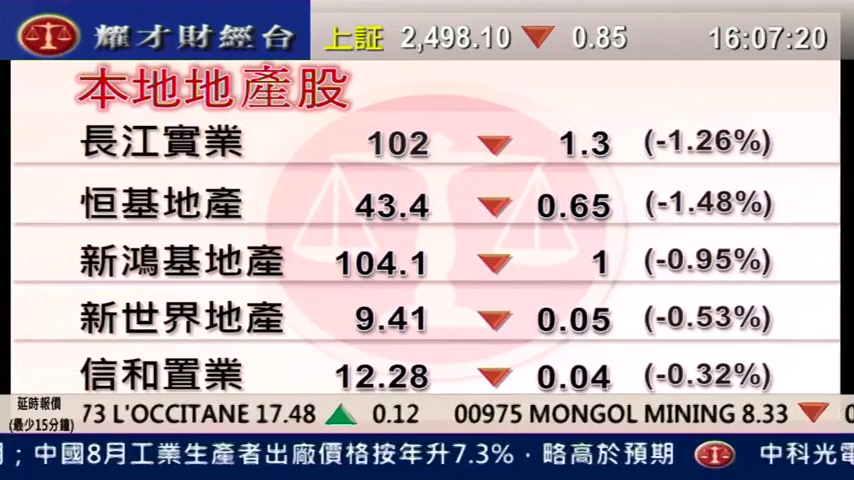 耀才財經台 上証 2,498.10 ▼ 0.85 16:07:20
本地地產股
長江實業 102 ▼ 1.3 (-1.26%)
恒基地產 43.4 ▼ 0.65 (-1.48%)
新鴻基地產 104.1 ▼ 1 (-0.95%)
新世界地產 9.41 ▼ 0.05 (-0.53%)
信和置業 12.28 ▼ 0.04 (-0.32%)
延時報價
(最少15分鐘)
73 L'OCCITANE 17.48 ▲ 0.12 00975 MONGOL MINING 8.33 ▼
；中國8月工業生產者出廠價格按年升7.3%，略高於預期 中科光電